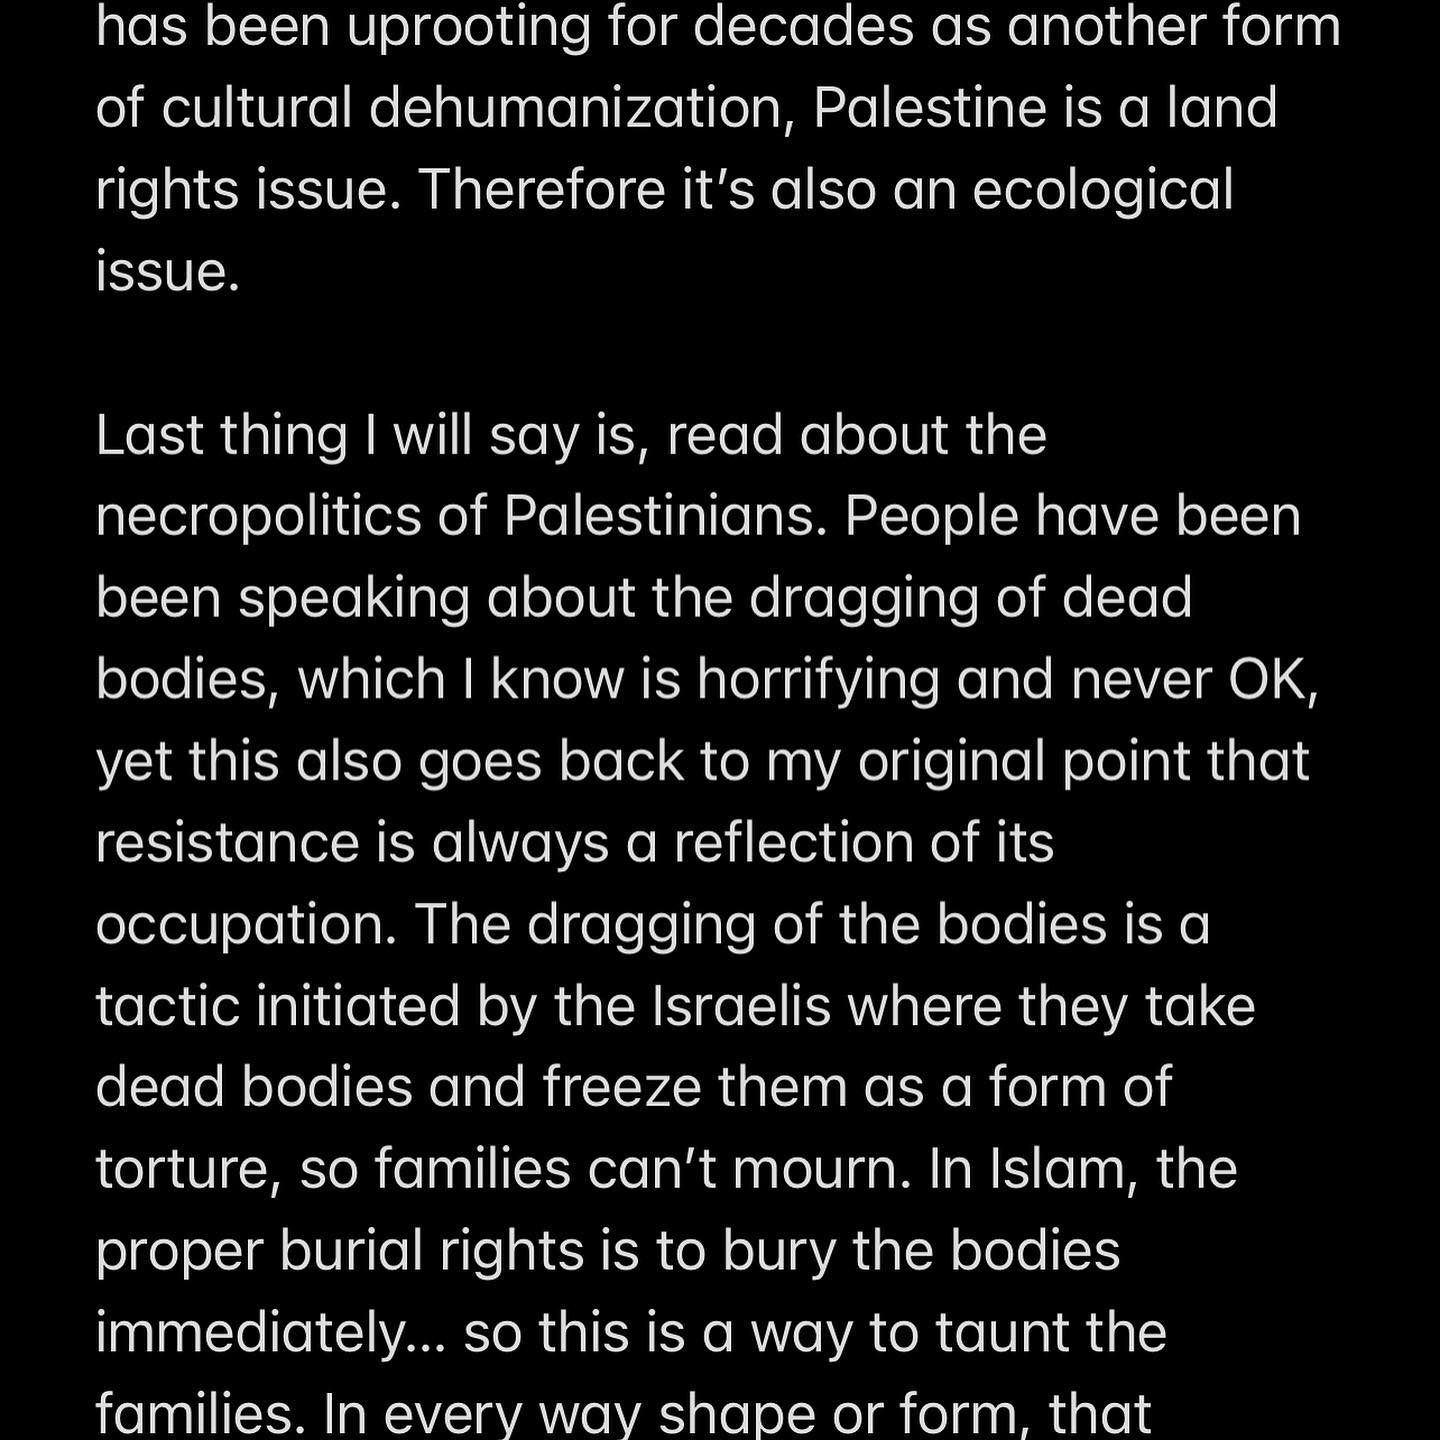 has been uprooting for decades as another form
of cultural dehumanization, Palestine is a land
rights issue. Therefore it’s also an ecological
issue.
Last thing I will say is, read about the
necropolitics of Palestinians. People have been
been speaking about the dragging of dead
bodies, which I know is horrifying and never OK,
yet this also goes back to my original point that
resistance is always a reflection of its
occupation. The dragging of the bodies is a
tactic initiated by the Israelis where they take
dead bodies and freeze them as a form of
torture, so families can’t mourn. In Islam, the
proper burial rights is to bury the bodies
immediately... so this is a way to taunt the
families. In every way shape or form, that